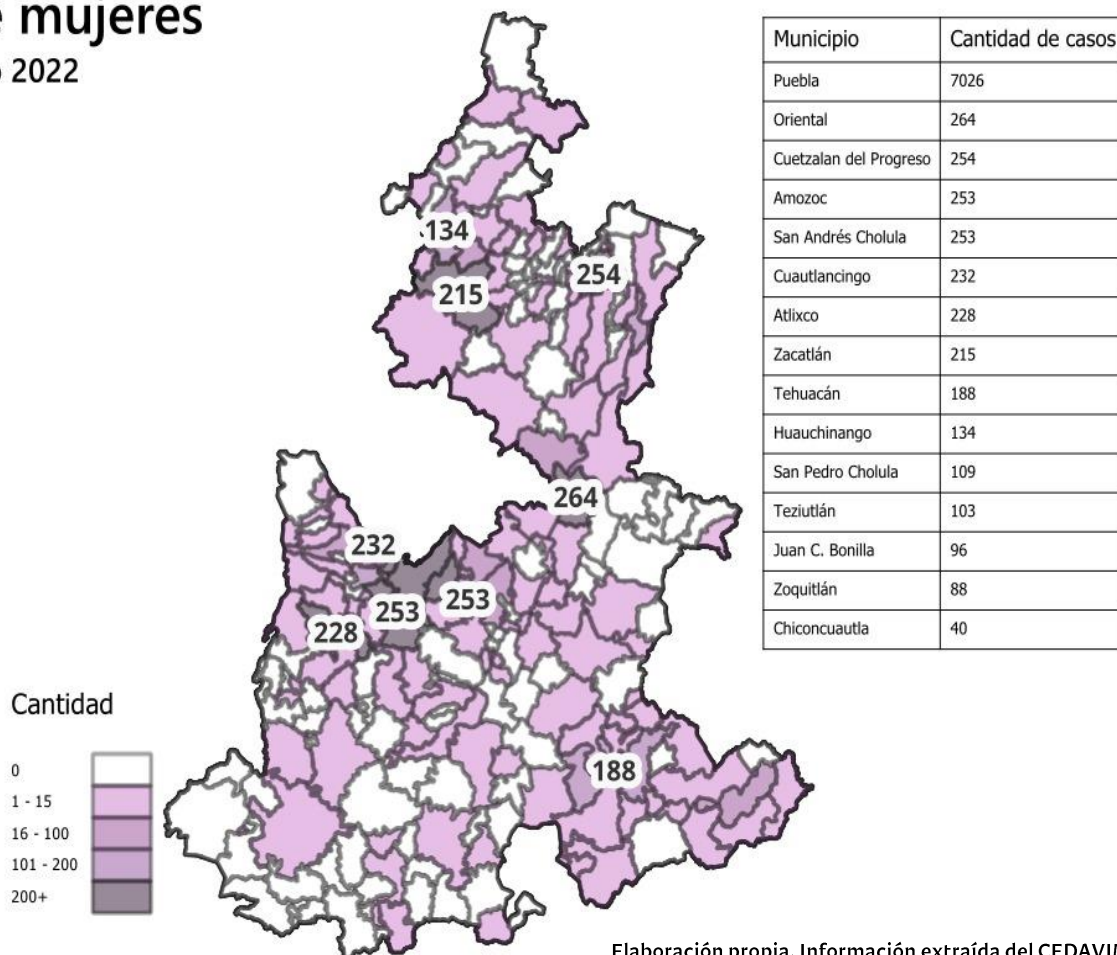 mujeres
2022
Municipio Cantidad de casos
Puebla 7026
Oriental 264
Cuetzalan del Progreso 254
Amozoc 253
San Andrés Cholula 253
Cuautlancingo 232
Atlixco 228
Zacatlán 215
Tehuacán 188
Huauchinango 134
San Pedro Cholula 109
Teziutlán 103
Juan C. Bonilla 96
Zoquitlán 88
Chiconcuautla 40
134
254
215
264
232
253
253
228
188
Cantidad
0
1 - 15
16 - 100
101 - 200
200+
Elaboración propia. Información extraída del CEDAVIM